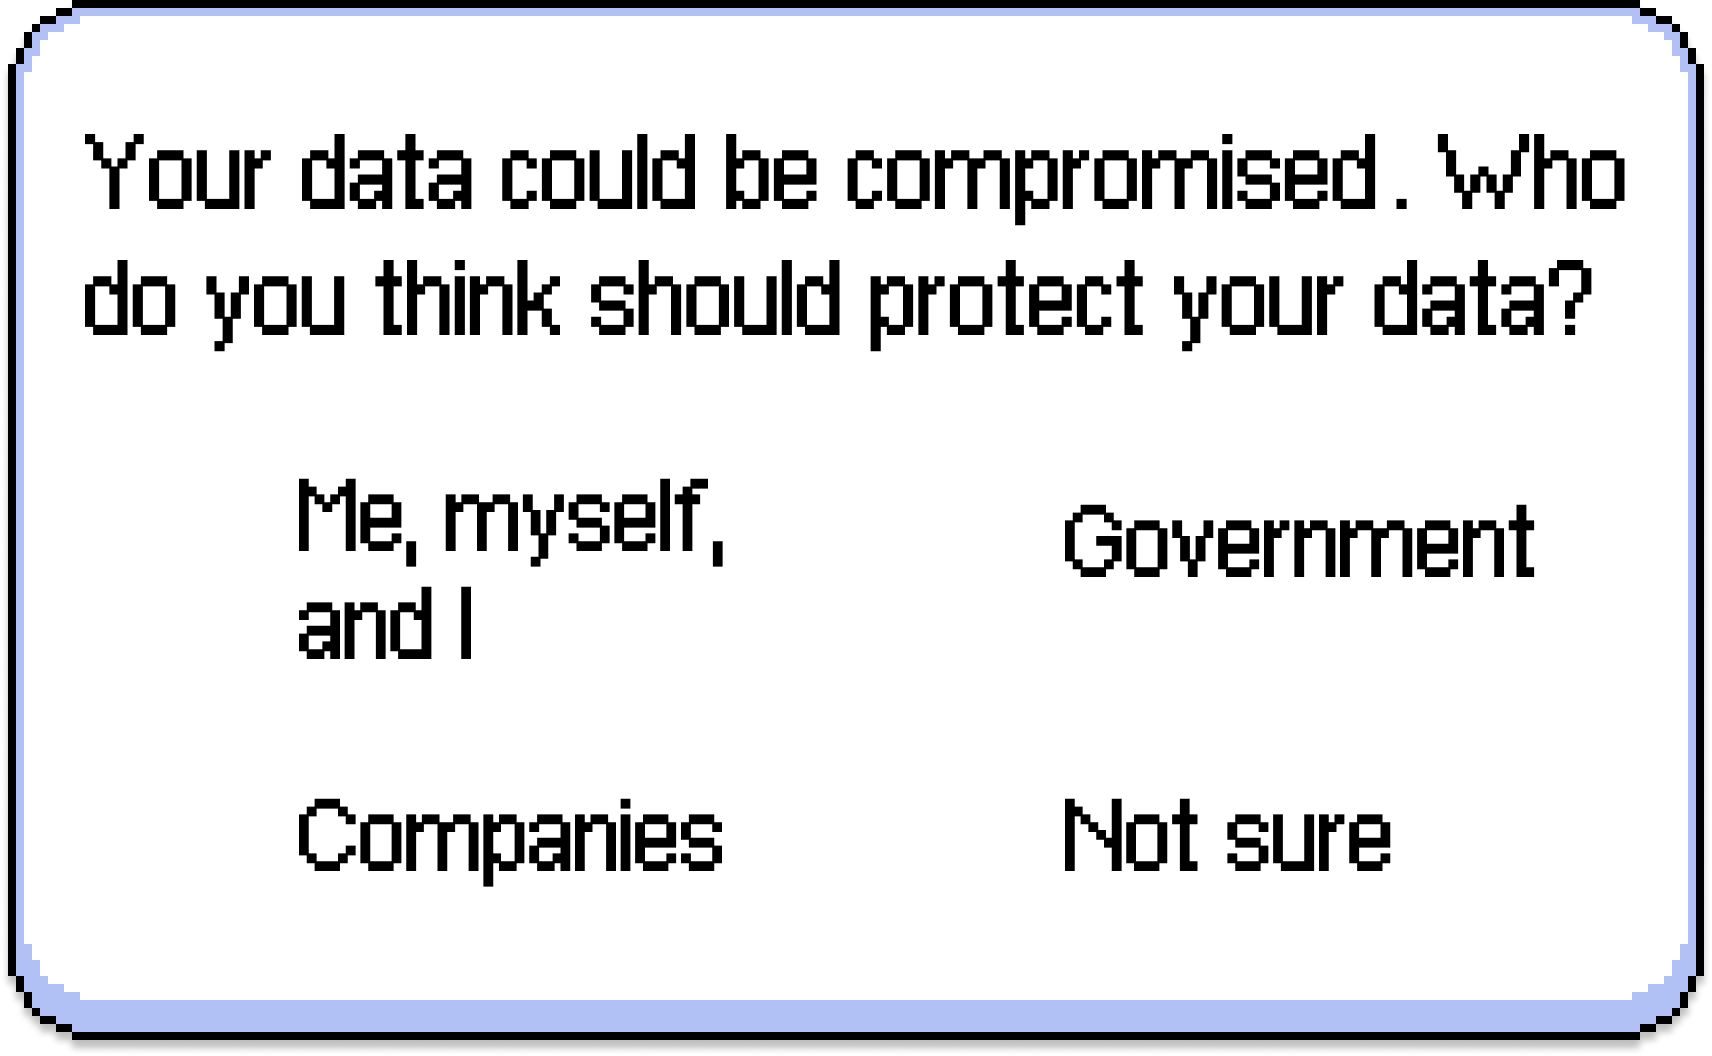 Your data could be compromised. Who
do you think should protect your data?
Me, myself,
and I
Government
Companies
Not sure